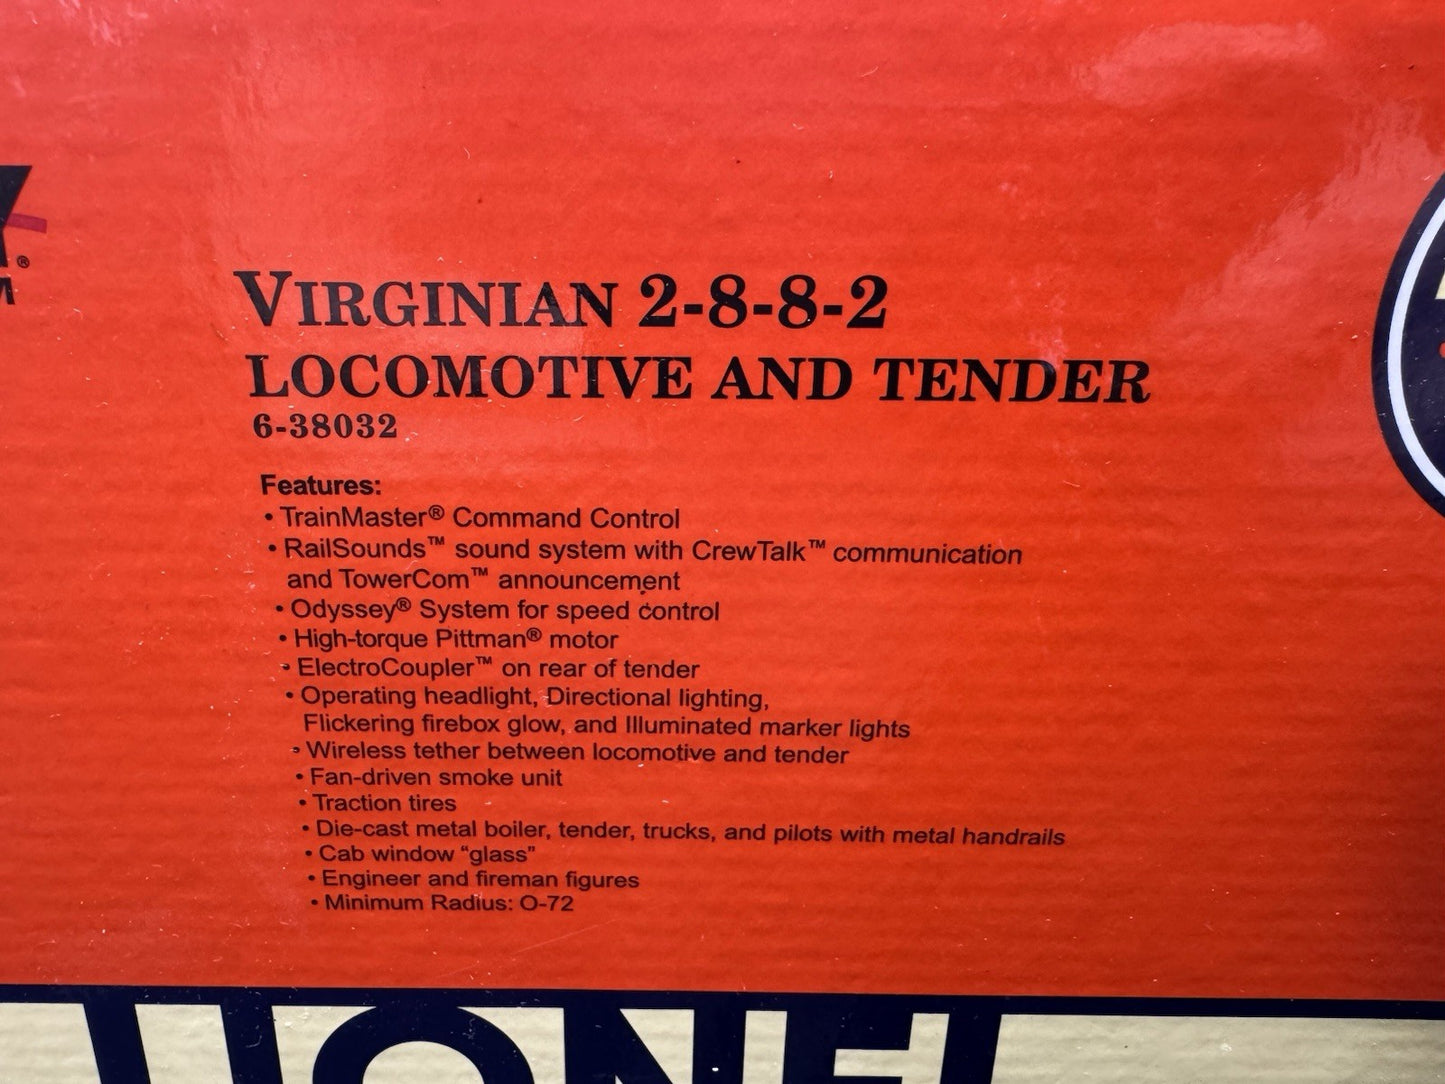 VIRGINIAN 2-8-8-2
LOCOMOTIVE AND TENDER
6-38032
Features:
• TrainMaster® Command Control
• RailSounds™ sound system with CrewTalk™ communication
and TowerCom™ announcement
• Odyssey® System for speed control
• High-torque Pittman® motor
• ElectroCoupler™ on rear of tender
• Operating headlight, Directional lighting,
Flickering firebox glow, and Illuminated marker lights
• Wireless tether between locomotive and tender
• Fan-driven smoke unit
• Traction tires
• Die-cast metal boiler, tender, trucks, and pilots with metal handrails
• Cab window “glass”
• Engineer and fireman figures
• Minimum Radius: O-72
LIONEL